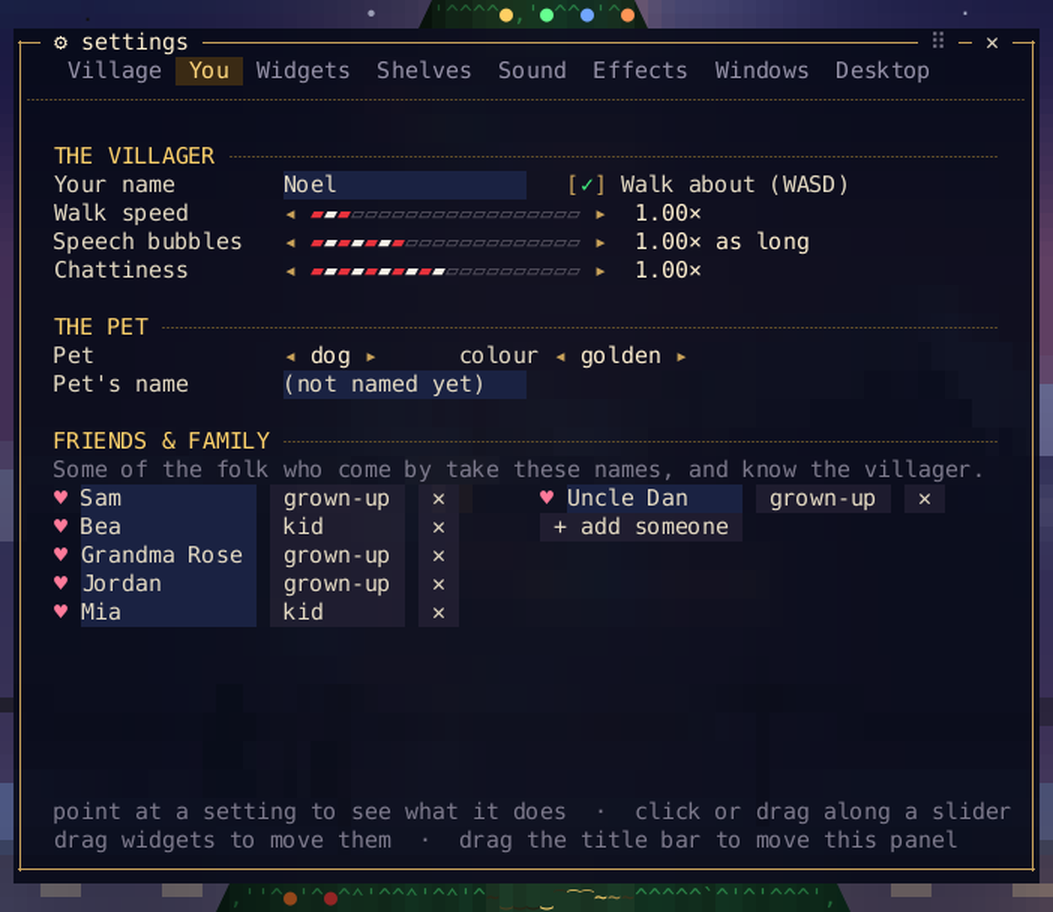 ⚙ settings ⠿ ×
Village You Widgets Shelves Sound Effects Windows Desktop
THE VILLAGER
Your name Noel [✓] Walk about (WASD)
Walk speed ◂ ▸ 1.00×
Speech bubbles ◂ ▸ 1.00× as long
Chattiness ◂ ▸ 1.00×
THE PET
Pet ◂ dog ▸ colour ◂ golden ▸
Pet's name (not named yet)
FRIENDS & FAMILY
Some of the folk who come by take these names, and know the villager.
♥ Sam grown-up × ♥ Uncle Dan grown-up ×
♥ Bea kid × + add someone
♥ Grandma Rose grown-up ×
♥ Jordan grown-up ×
♥ Mia kid ×
point at a setting to see what it does · click or drag along a slider
drag widgets to move them · drag the title bar to move this panel